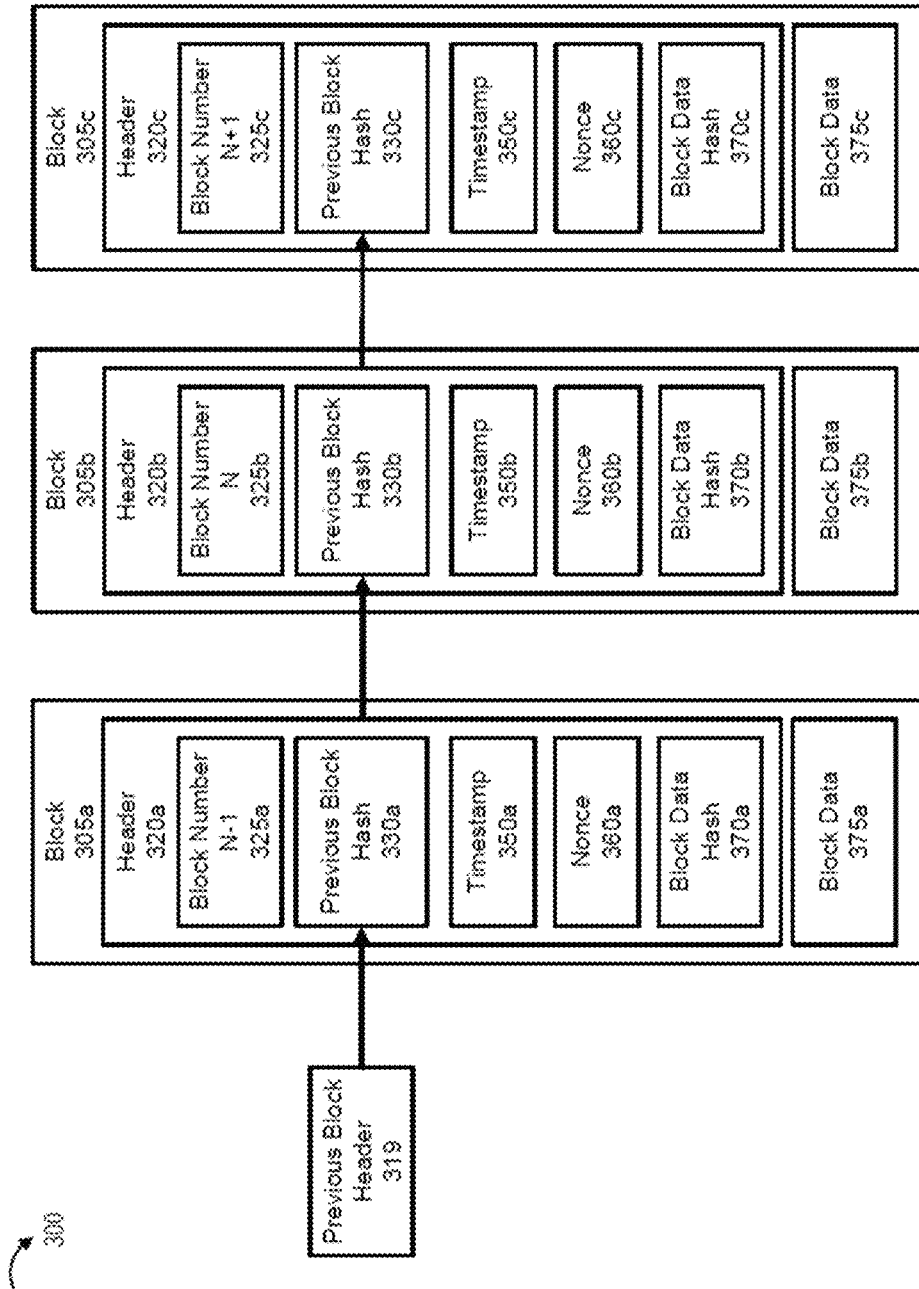 300
Previous Block
Header
319
Block
305a
Header
320a
Block Number
N-1
325a
Previous Block
Hash
330a
Timestamp
350a
Nonce
360a
Block Data
Hash
370a
Block Data
375a
Block
305b
Header
320b
Block Number
N
325b
Previous Block
Hash
330b
Timestamp
350b
Nonce
360b
Block Data
Hash
370b
Block Data
375b
Block
305c
Header
320c
Block Number
N+1
325c
Previous Block
Hash
330c
Timestamp
350c
Nonce
360c
Block Data
Hash
370c
Block Data
375c